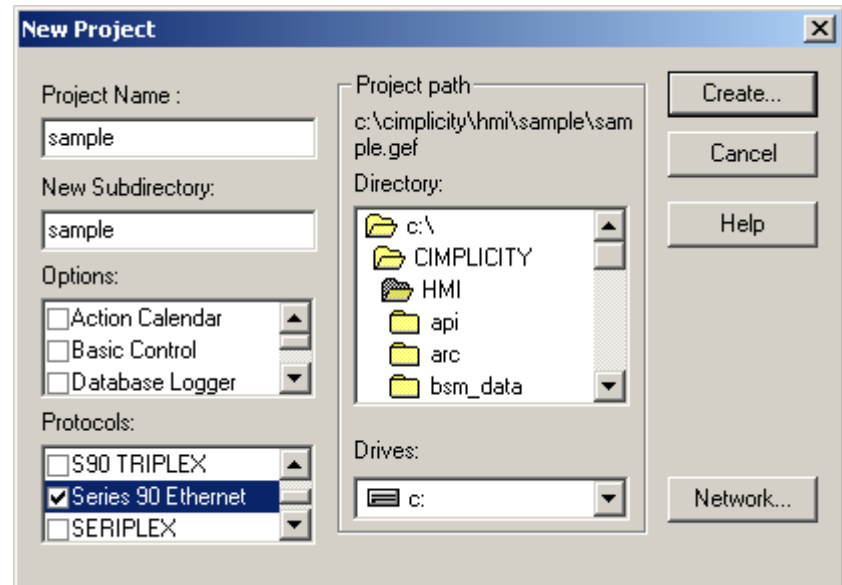 New Project
Project Name :
sample
New Subdirectory:
sample
Options:
Action Calendar
Basic Control
Database Logger
Protocols:
S90 TRIPLEX
Series 90 Ethernet
SERIPLEX
Project path
c:\cimplicity\hmi\sample\sam
ple.gef
Directory:
c:\
CIMPLICITY
HMI
api
arc
bsm_data
Drives:
c:
Create...
Cancel
Help
Network...